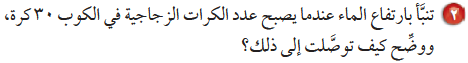 ٢ تنبَّأ بارتفاع الماء عندما يصبح عدد الكرات الزجاجية في الكوب ٣٠ كرة،
ووضِّح كيف توصَّلت إلى ذلك؟